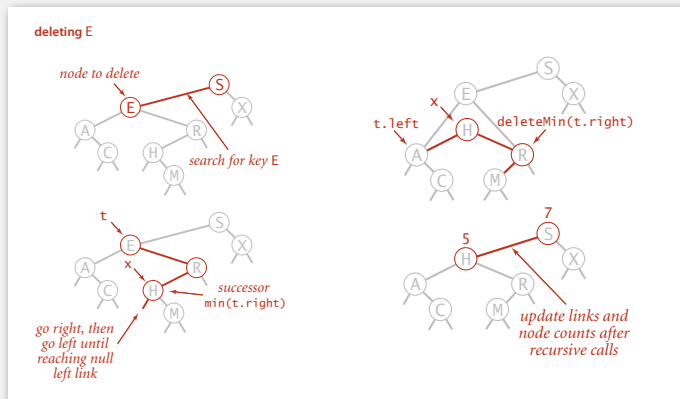 deleting E
node to delete
S
E
X
A
R
C
H
M
search for key E
t
S
E
X
A
x
R
C
H
successor
min(t.right)
M
go right, then
go left until
reaching null
left link
S
E
X
x
t.left
H
deleteMin(t.right)
A
R
C
M
7
5
S
H
X
A
R
C
M
update links and
node counts after
recursive calls